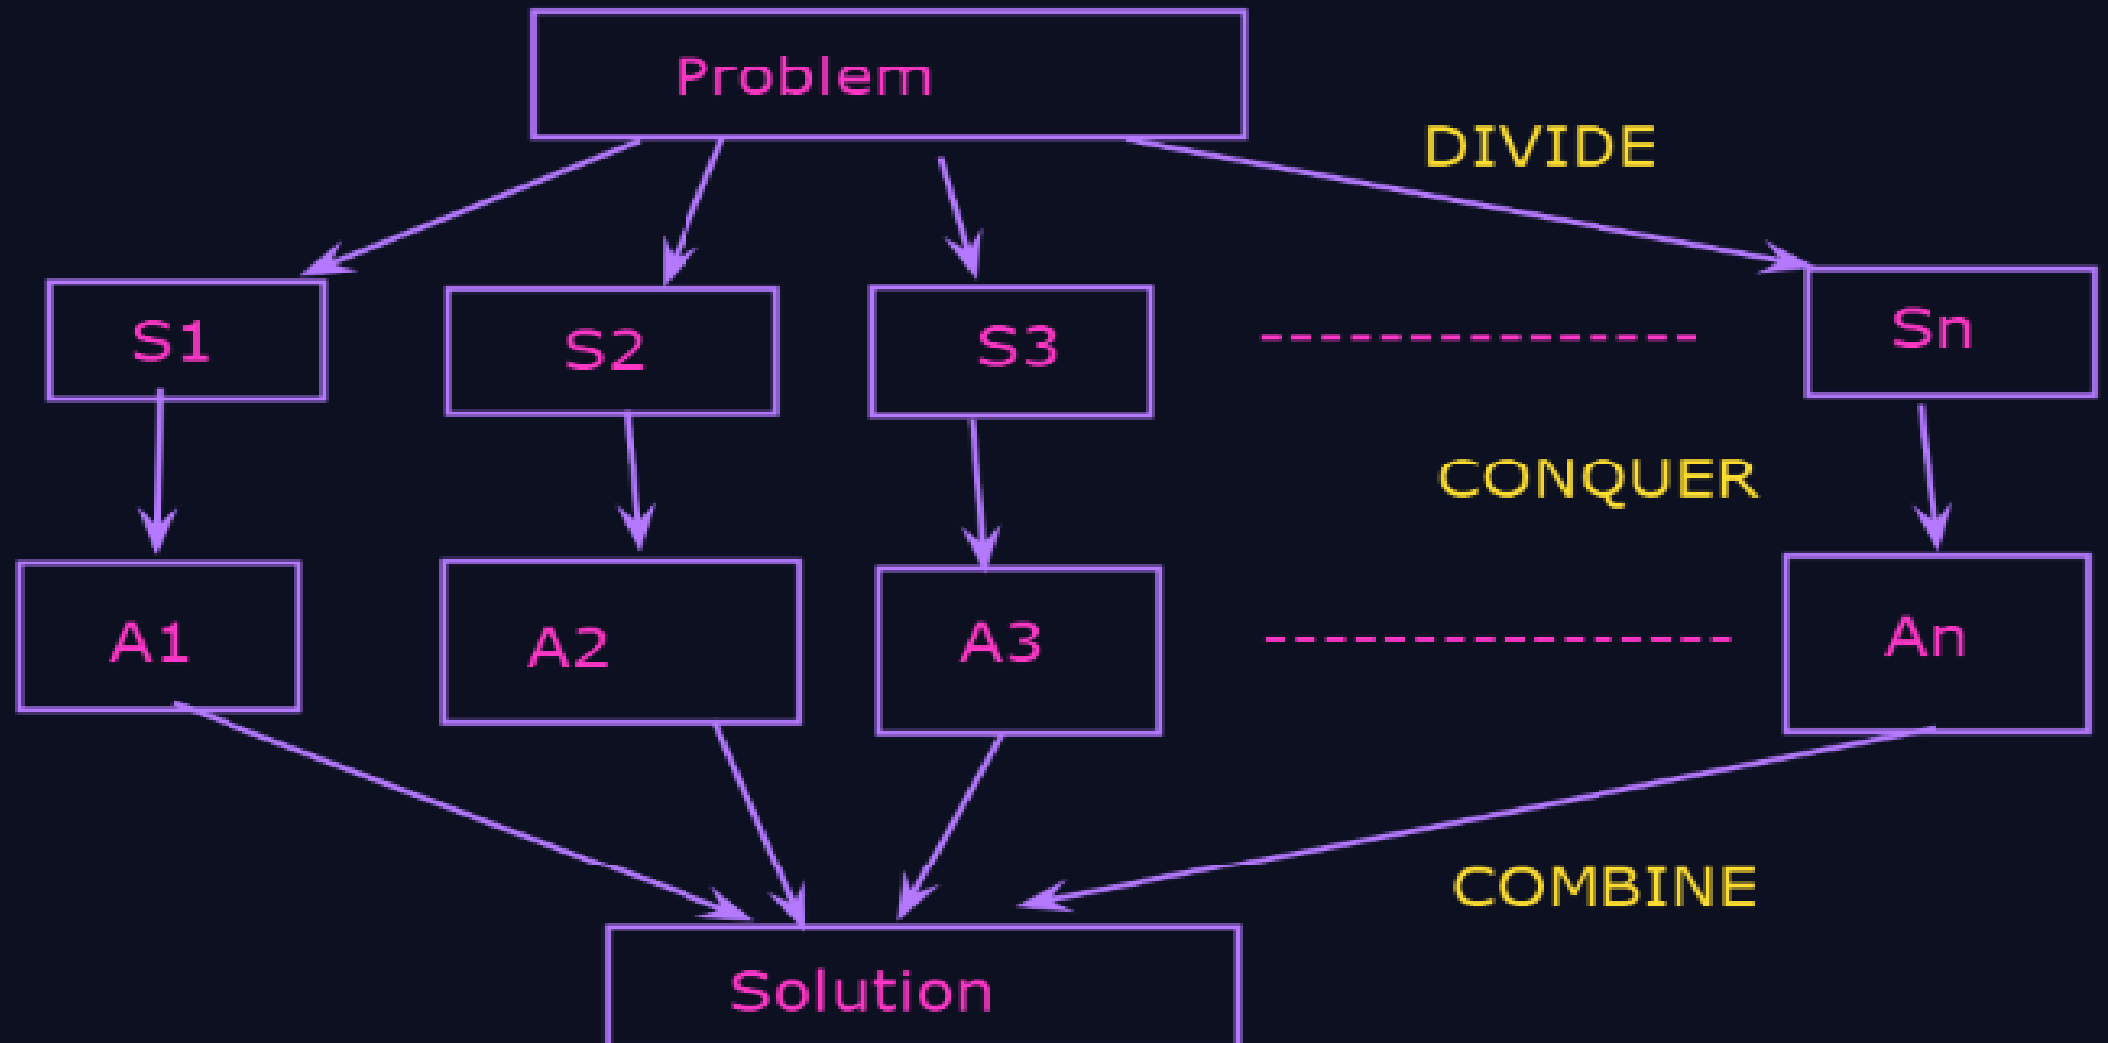 Problem
DIVIDE
S1
S2
S3
Sn
CONQUER
A1
A2
A3
An
COMBINE
Solution